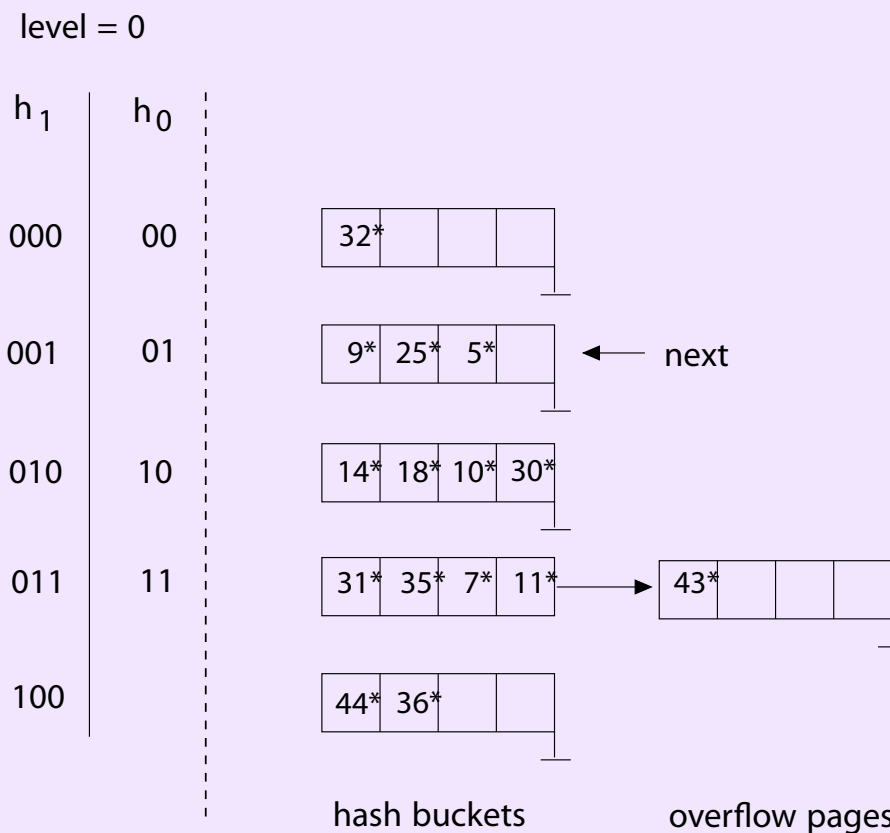 level = 0
h1 h0
000 00 32*
001 01 9* 25* 5* next
010 10 14* 18* 10* 30*
011 11 31* 35* 7* 11* 43*
100 44* 36*
hash buckets overflow pages